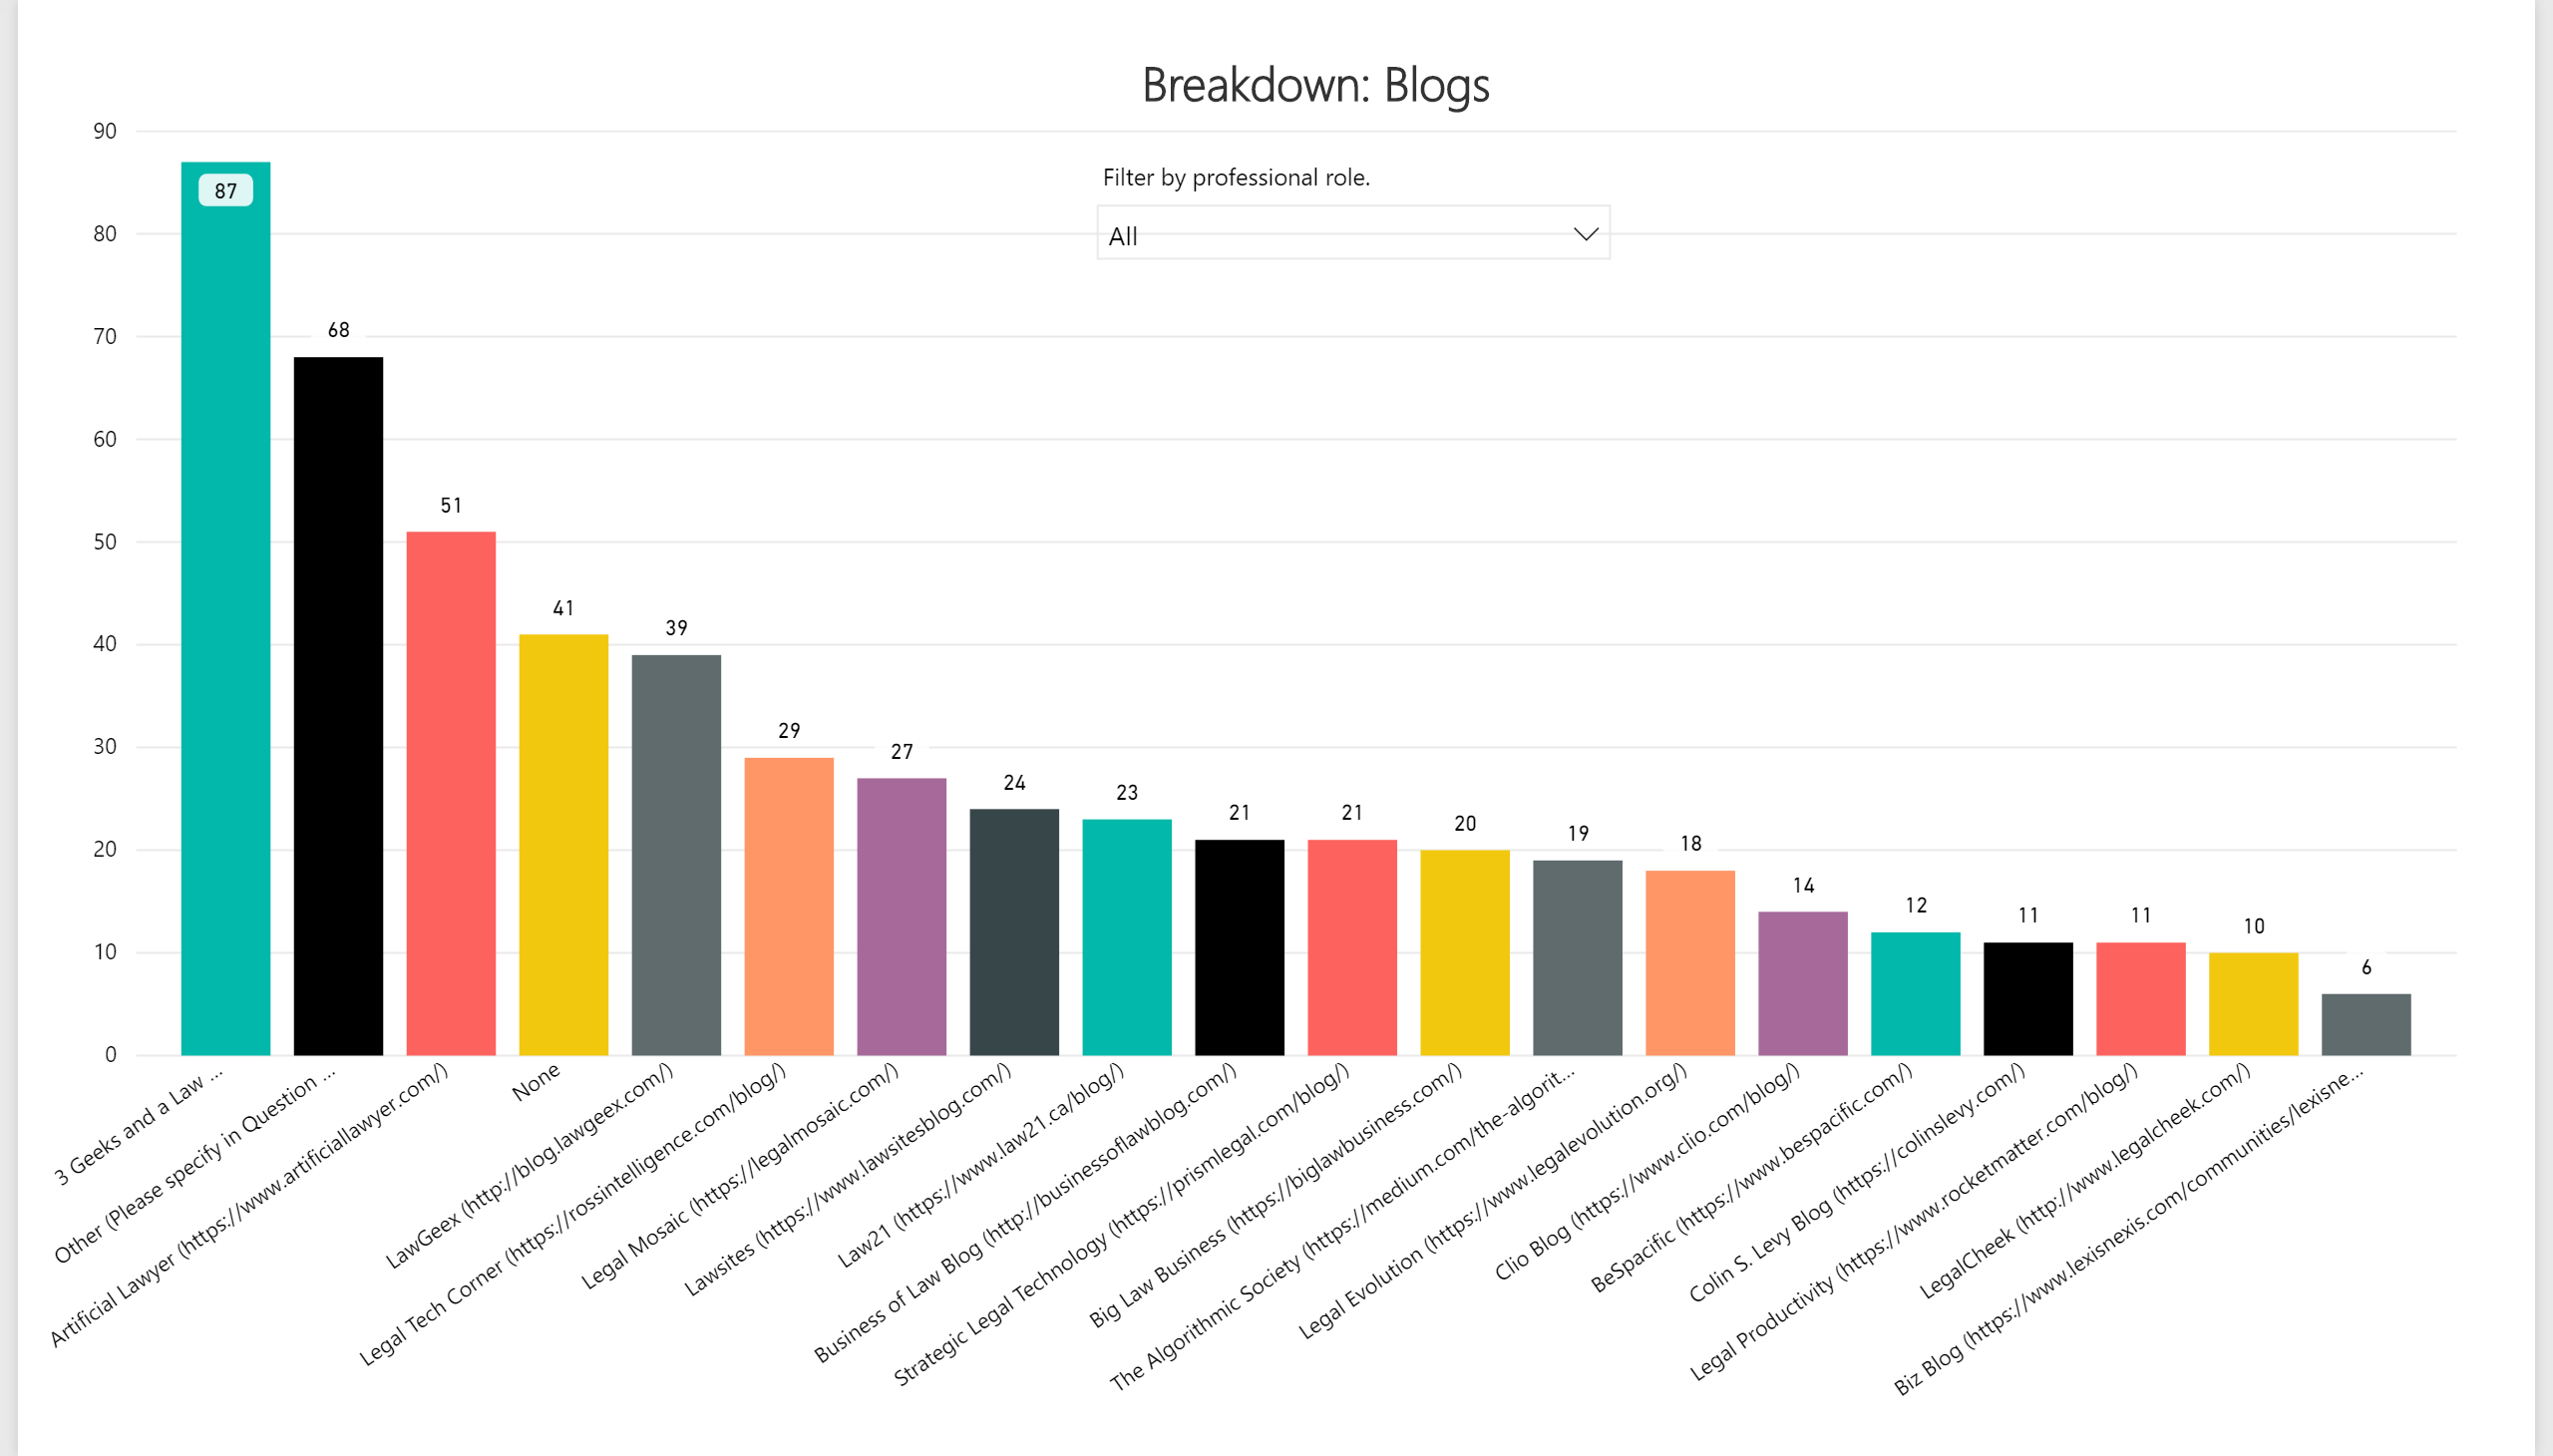 Breakdown: Blogs
Filter by professional role.
All
90
80
70
60
50
40
30
20
10
0
87
68
51
41
39
29
27
24
23
21
21
20
19
18
14
12
11
11
10
6
3 Geeks and a Law ...
Other (Please specify in Question ...
Artificial Lawyer (https://www.artificiallawyer.com/)
None
LawGeex (http://blog.lawgeex.com/)
Legal Tech Corner (https://rossintelligence.com/blog/)
Legal Mosaic (https://legalmosaic.com/)
Lawsites (https://www.lawsitesblog.com/)
Law21 (https://www.law21.ca/blog/)
Business of Law Blog (http://businessoflawblog.com/)
Strategic Legal Technology (https://prismlegal.com/blog/)
Big Law Business (https://biglawbusiness.com/)
The Algorithmic Society (https://medium.com/the-algorit...
Legal Evolution (https://www.legalevolution.org/)
Clio Blog (https://www.clio.com/blog/)
BeSpacific (https://www.bespacific.com/)
Colin S. Levy Blog (https://colinslevy.com/)
Legal Productivity (https://www.rocketmatter.com/blog/)
LegalCheek (http://www.legalcheek.com/)
Biz Blog (https://www.lexisnexis.com/communities/lexisne...